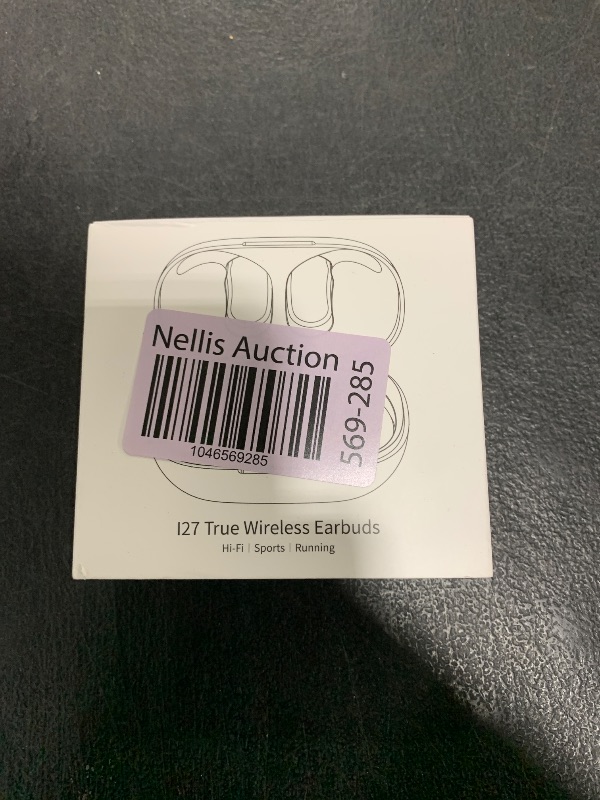 Nellis Auction
569-285
1046569285
I27 True Wireless Earbuds
Hi-Fi | Sports | Running